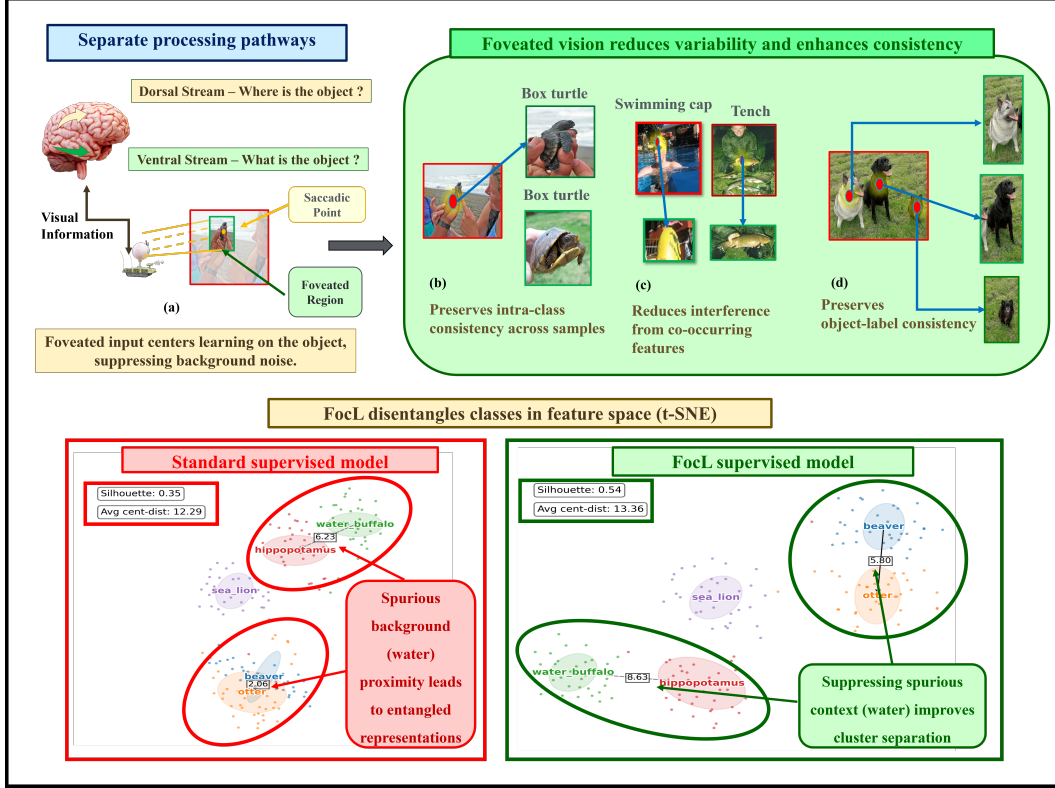 Separate processing pathways
Dorsal Stream – Where is the object ?
Ventral Stream – What is the object ?
Visual
Information
Saccadic
Point
Foveated
Region
(a)
Foveated input centers learning on the object,
suppressing background noise.
Foveated vision reduces variability and enhances consistency
Box turtle
Box turtle
(b)
Preserves intra-class
consistency across samples
Swimming cap
Tench
(c)
Reduces interference
from co-occurring
features
(d)
Preserves
object-label consistency
FocL disentangles classes in feature space (t-SNE)
Standard supervised model
Silhouette: 0.35
Avg cent-dist: 12.29
water_buffalo
6.23
hippopotamus
sea_lion
beaver
2.06
otter
Spurious
background
(water)
proximity leads
to entangled
representations
FocL supervised model
Silhouette: 0.54
Avg cent-dist: 13.36
beaver
5.80
otter
sea_lion
water_buffalo
8.63
hippopotamus
Suppressing spurious
context (water) improves
cluster separation